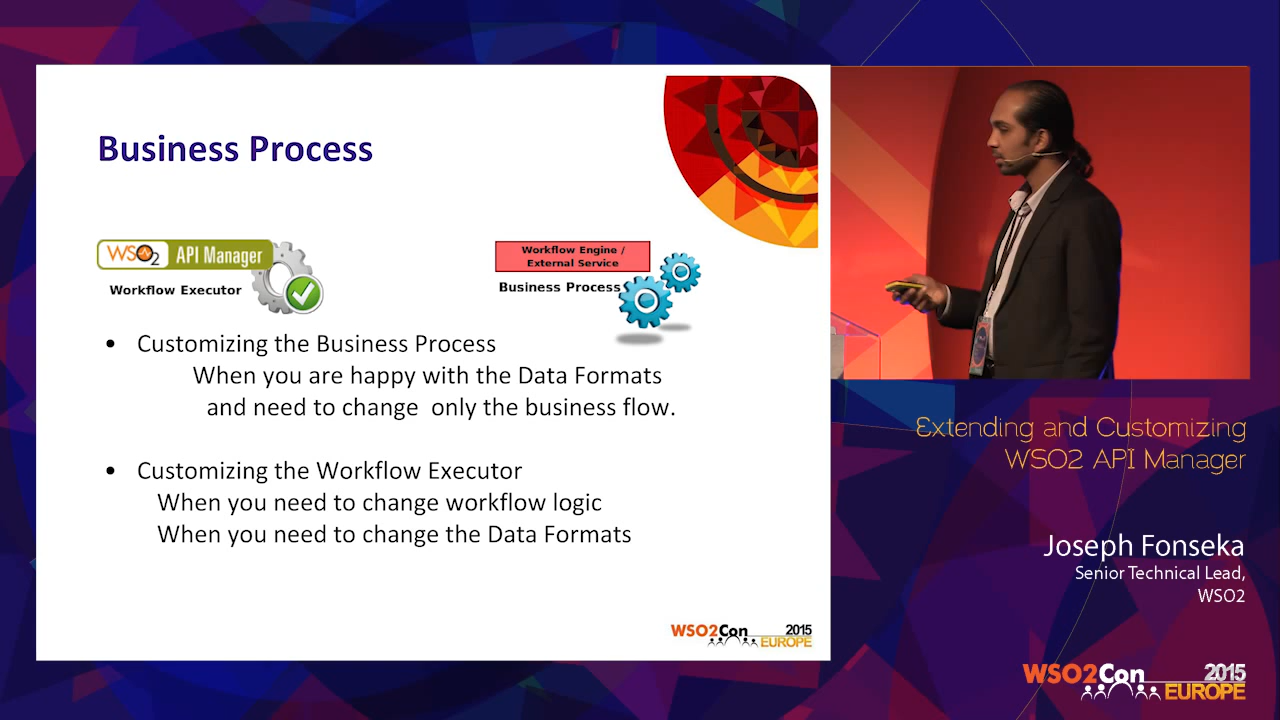 Business Process
WSO2 API Manager
Workflow Executor
Workflow Engine /
External Service
Business Process
• Customizing the Business Process
When you are happy with the Data Formats
and need to change only the business flow.
• Customizing the Workflow Executor
When you need to change workflow logic
When you need to change the Data Formats
WSO2Con 2015
EUROPE
Extending and Customizing
WSO2 API Manager
Joseph Fonseka
Senior Technical Lead,
WSO2
WSO2Con 2015
EUROPE